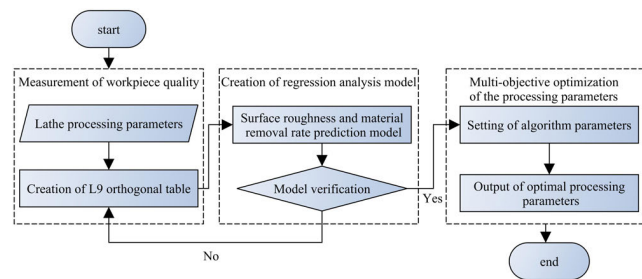 start
Measurement of workpiece quality
Lathe processing parameters
Creation of L9 orthogonal table
Creation of regression analysis model
Surface roughness and material
removal rate prediction model
Model verification
Yes
No
Multi-objective optimization
of the processing parameters
Setting of algorithm parameters
Output of optimal processing
parameters
end